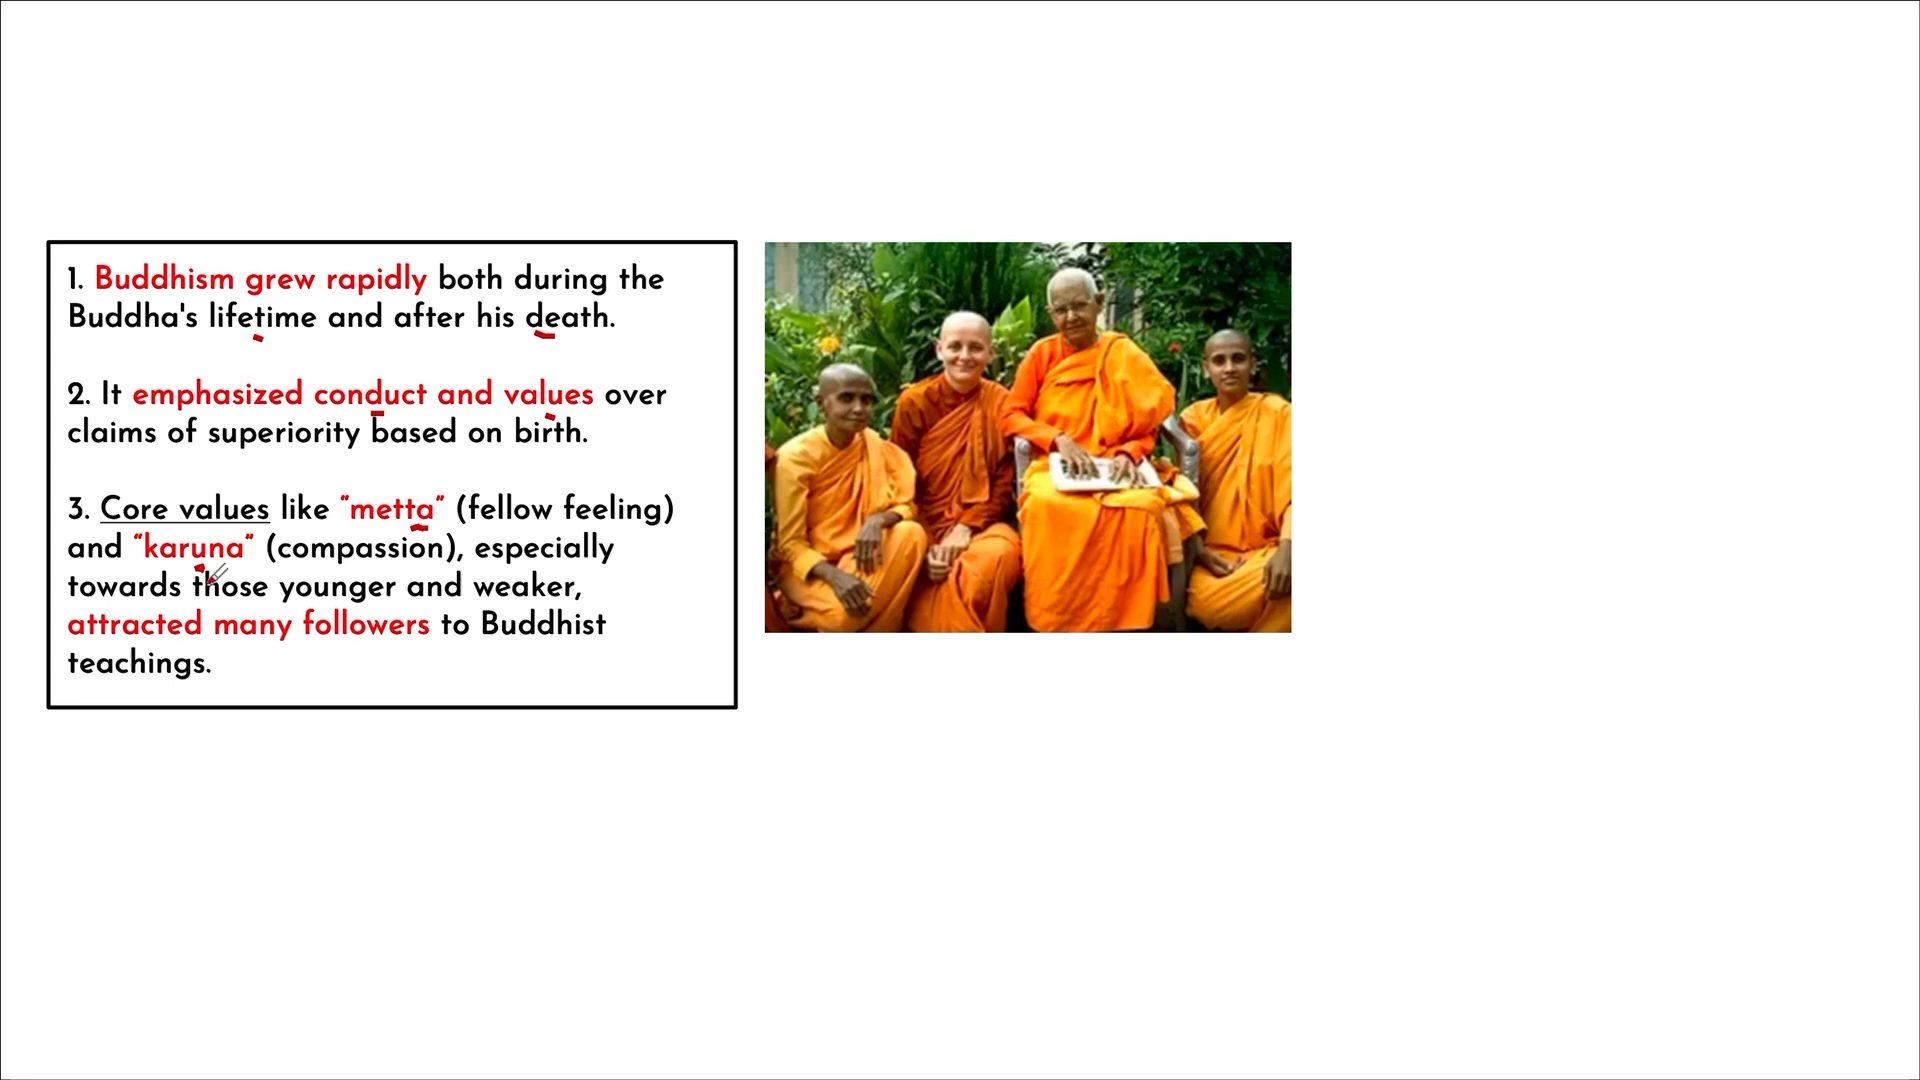 1. Buddhism grew rapidly both during the
Buddha's lifetime and after his death.
2. It emphasized conduct and values over
claims of superiority based on birth.
3. Core values like “metta” (fellow feeling)
and “karuna” (compassion), especially
towards those younger and weaker,
attracted many followers to Buddhist
teachings.